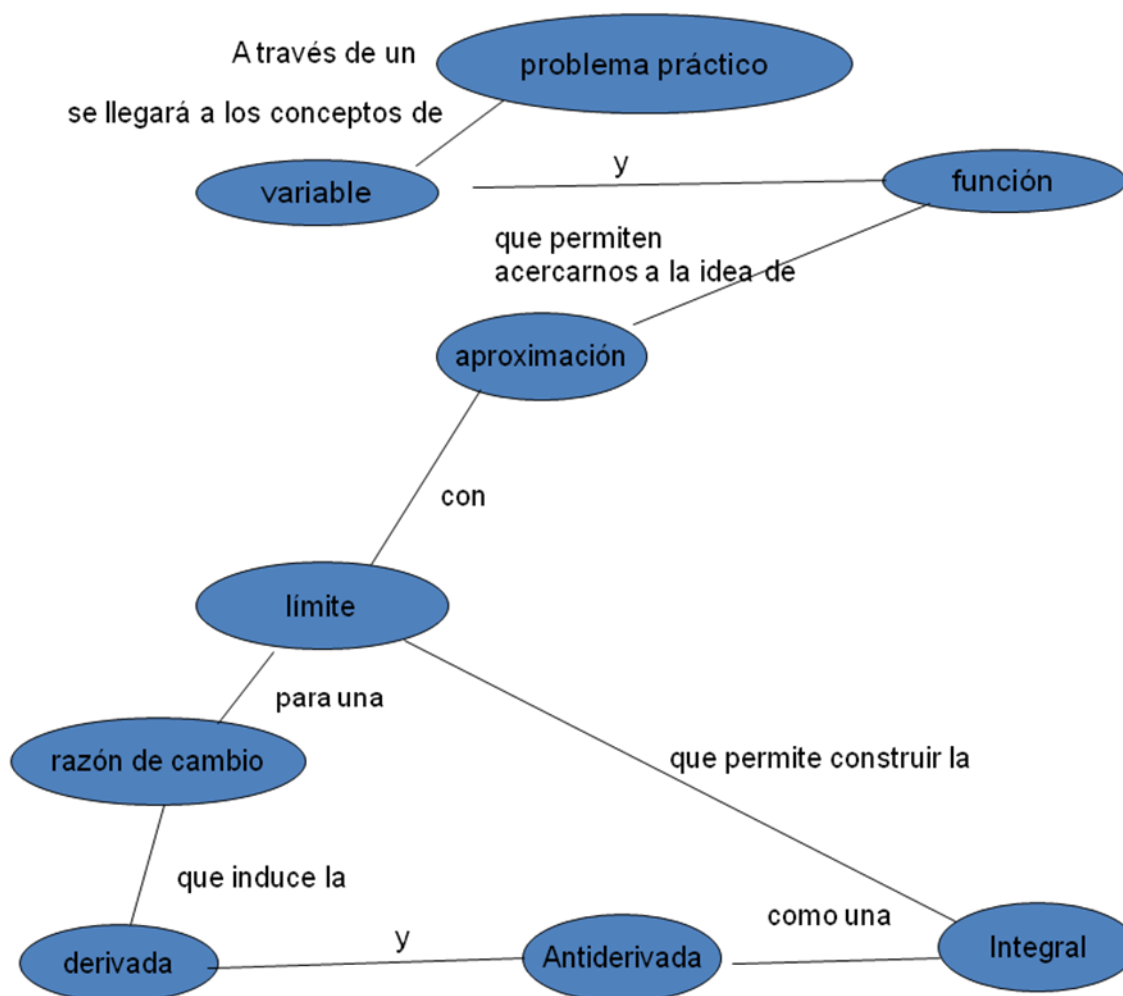 A través de un
problema práctico
se llegará a los conceptos de
variable
y
función
que permiten
acercarnos a la idea de
aproximación
con
límite
para una
razón de cambio
que permite construir la
que induce la
derivada
y
Antiderivada
como una
Integral